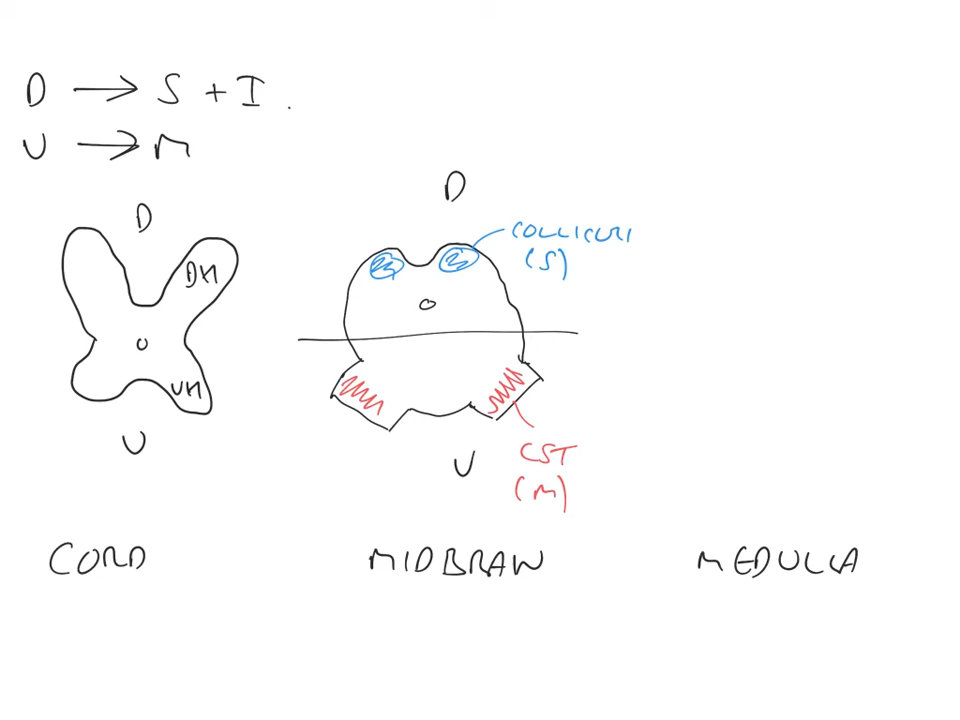 D → S + I.
V → M
D
DH
VH
V
D
COLLICULI
(S)
CST
(M)
V
CORD
MIDBRAIN
MEDULLA